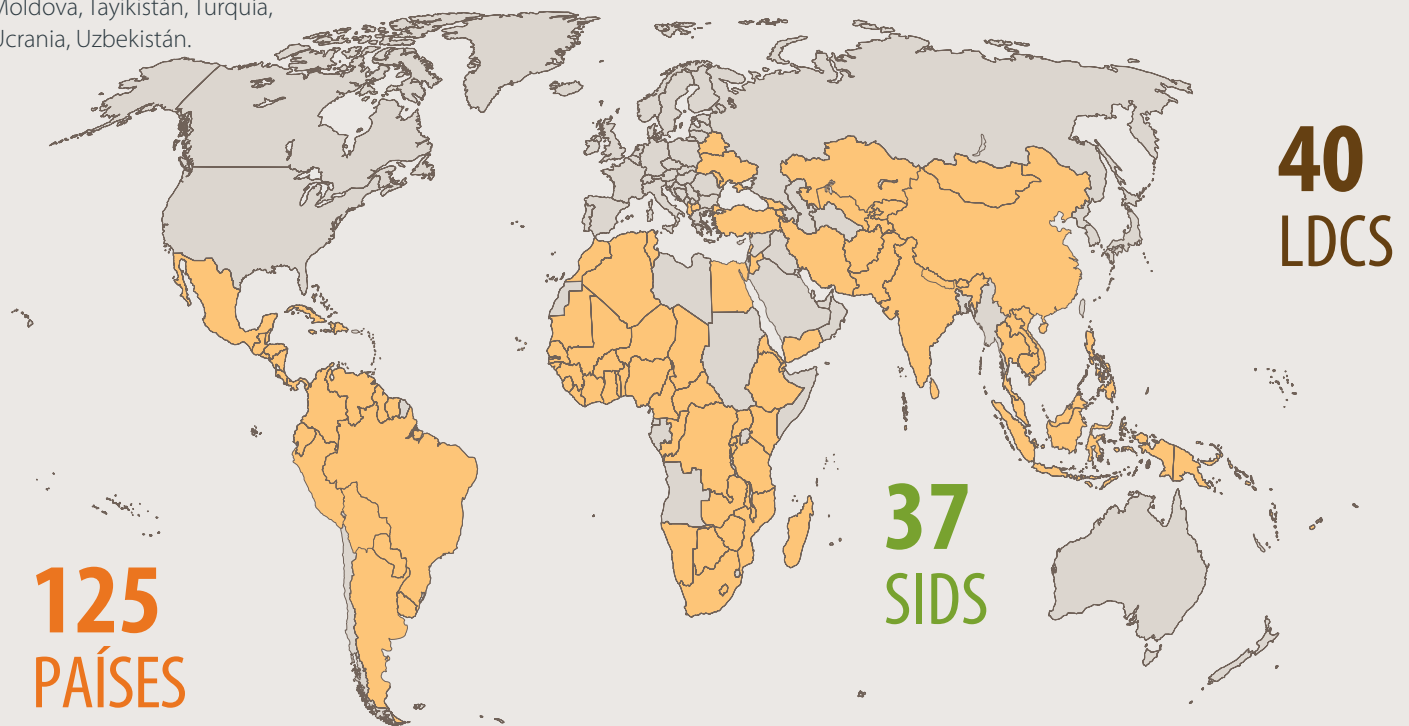 Moldova, Tayikistán, Turquía,
Ucrania, Uzbekistán.
40
LDCS
37
SIDS
125
PAÍSES